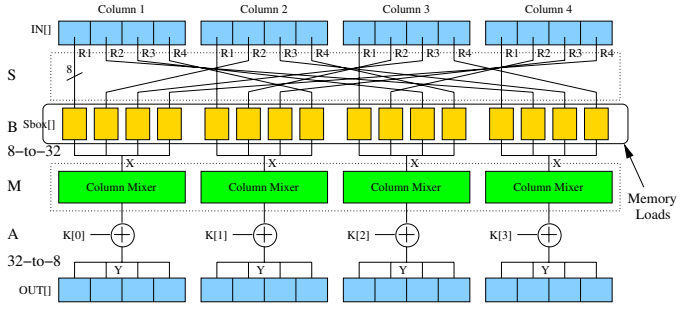 Column 1 Column 2 Column 3 Column 4
IN[]
R1 R2 R3 R4 R1 R2 R3 R4 R1 R2 R3 R4 R1 R2 R3 R4
8
S
B Sbox[]
8−to−32
X X X X
M Column Mixer Column Mixer Column Mixer Column Mixer
Memory
Loads
A K[0] K[1] K[2] K[3]
32−to−8
Y Y Y Y
OUT[]